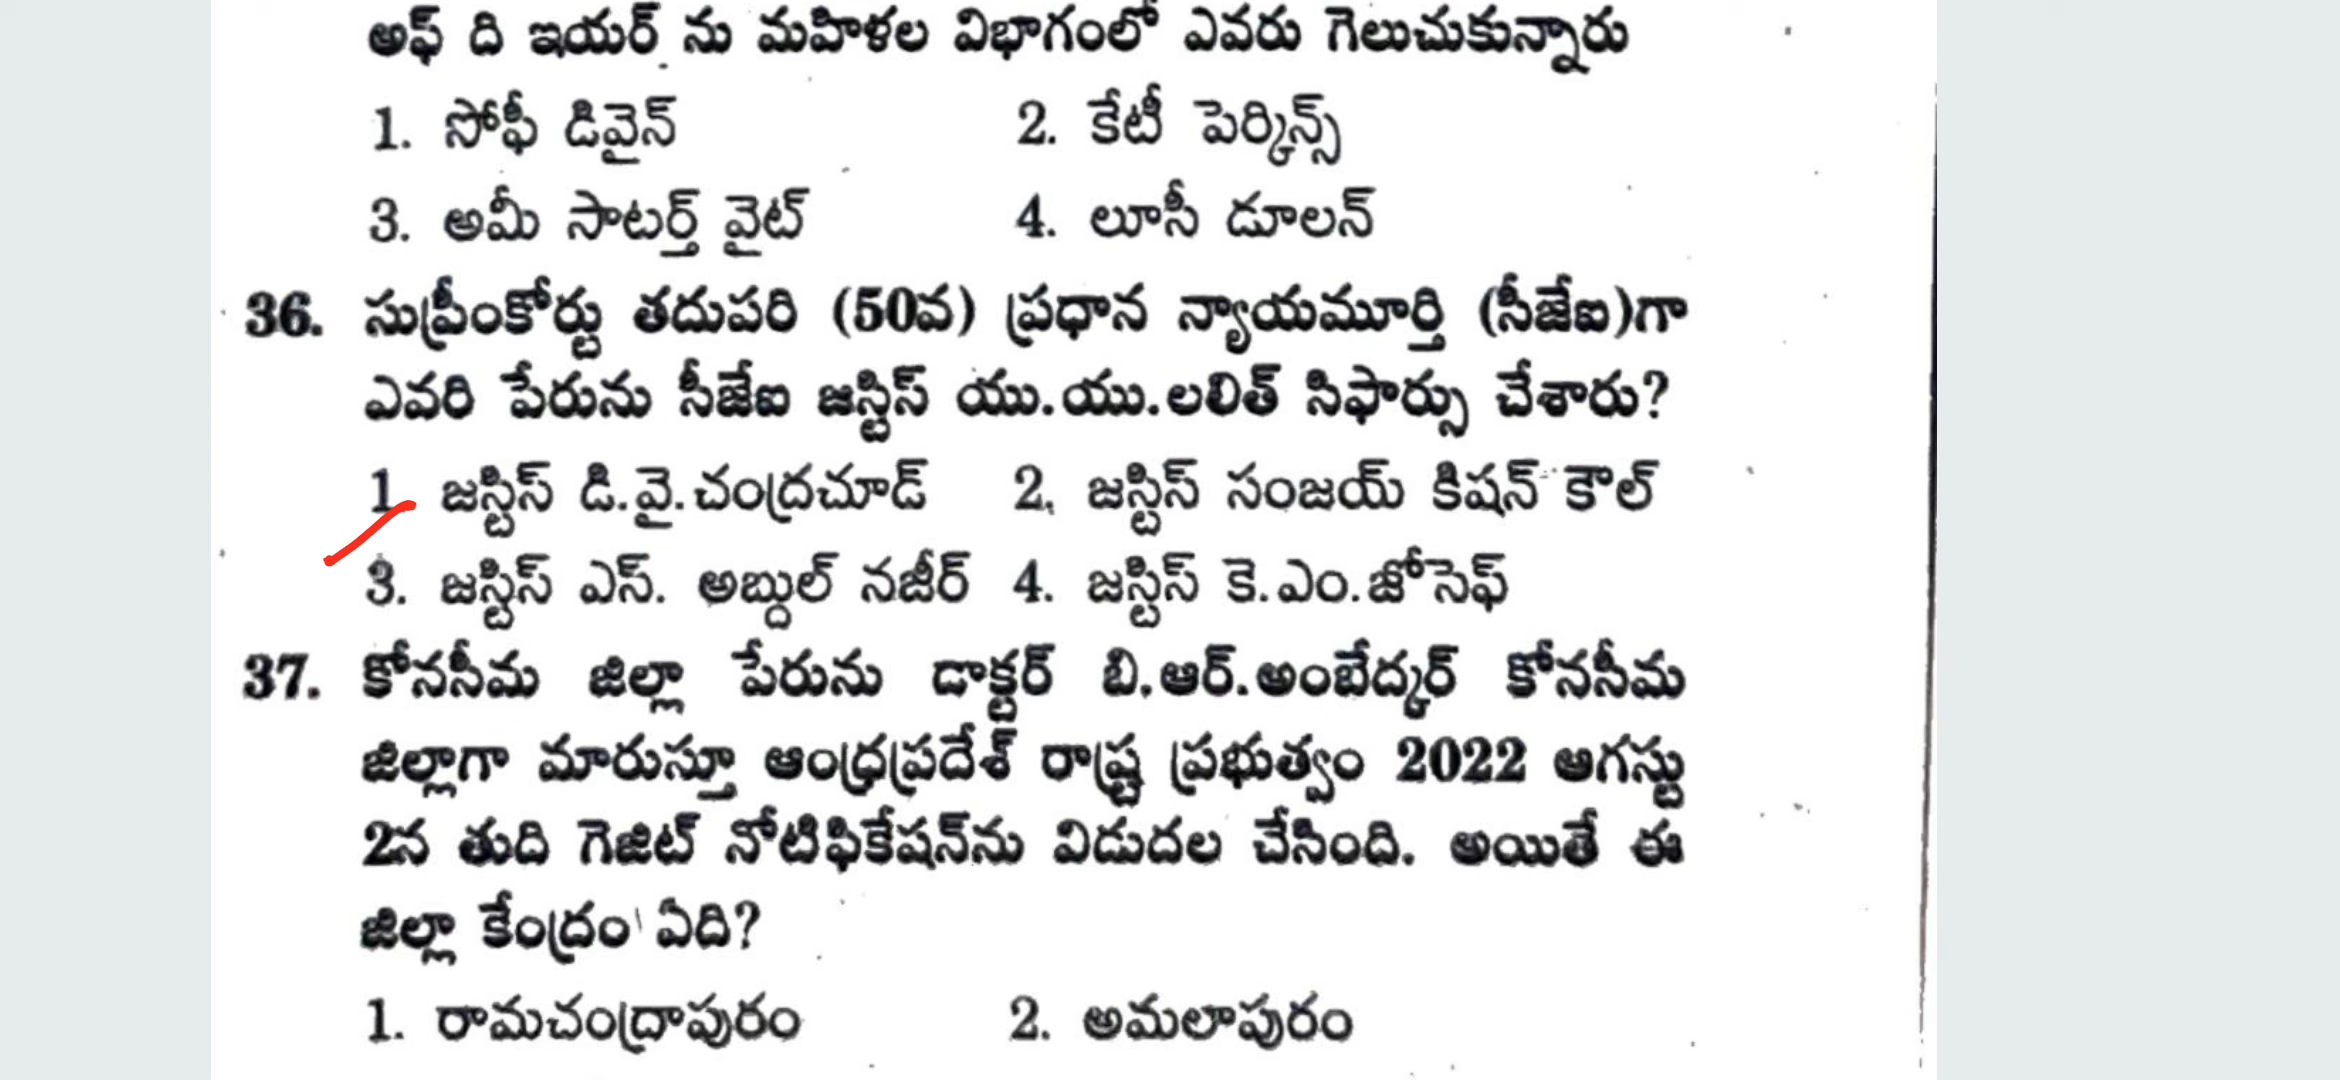 అఫ్ ది ఇయర్ ను మహిళల విభాగంలో ఎవరు గెలుచుకున్నారు
1. సోఫీ డివైన్ 2. కేటీ పెర్కిన్స్
3. అమీ సాటర్త్ వైట్ 4. లూసీ డూలన్
36. సుప్రీంకోర్టు తదుపరి (50వ) ప్రధాన న్యాయమూర్తి (సీజేఐ)గా
ఎవరి పేరును సీజేఐ జస్టిస్ యు.యు.లలిత్ సిఫార్సు చేశారు?
1. జస్టిస్ డి.వై.చంద్రచూడ్ 2. జస్టిస్ సంజయ్ కిషన్ కౌల్
3. జస్టిస్ ఎస్. అబ్దుల్ నజీర్ 4. జస్టిస్ కె.ఎం.జోసెఫ్
37. కోనసీమ జిల్లా పేరును డాక్టర్ బి.ఆర్.అంబేద్కర్ కోనసీమ
జిల్లాగా మారుస్తూ ఆంధ్రప్రదేశ్ రాష్ట్ర ప్రభుత్వం 2022 ఆగస్టు
2న తుది గెజిట్ నోటిఫికేషన్‌ను విడుదల చేసింది. అయితే ఈ
జిల్లా కేంద్రం ఏది?
1. రామచంద్రాపురం 2. అమలాపురం